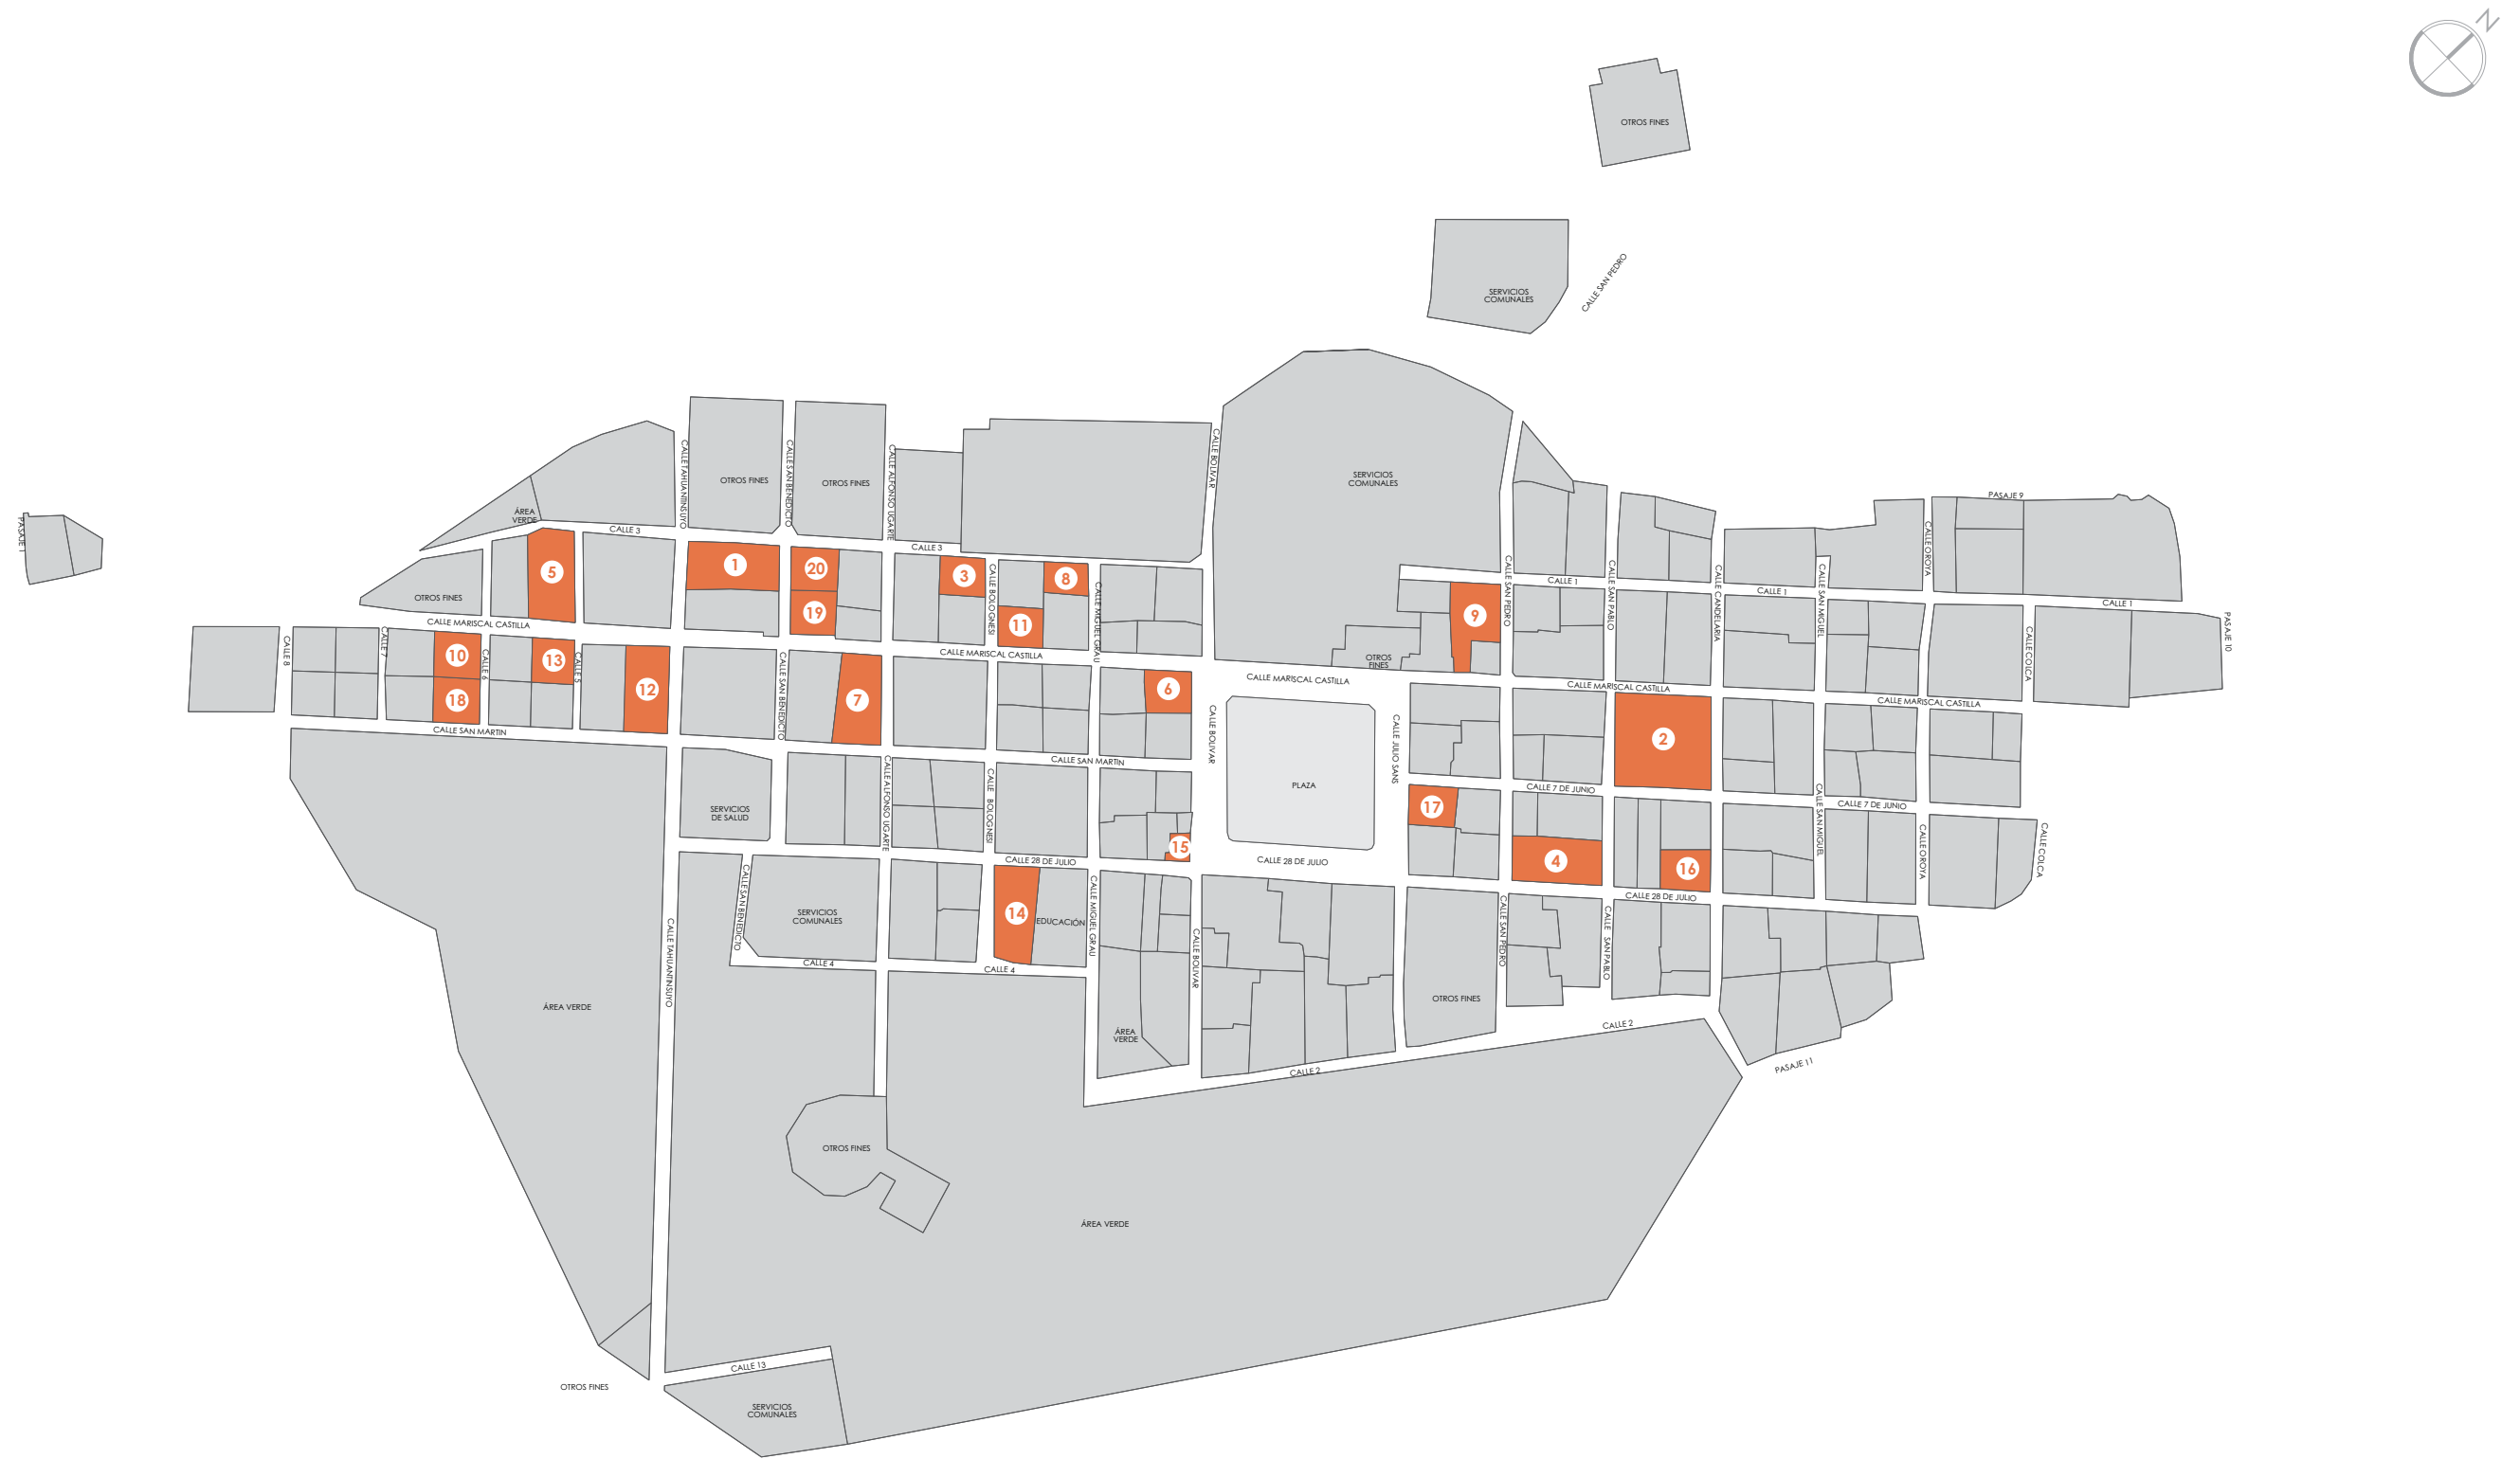 N
OTROS FINES
SERVICIOS
COMUNALES
CALLE SAN PEDRO
CALLE TAHUANTINSUYO
OTROS FINES
CALLE SAN BENEDICTO
OTROS FINES
CALLE ALFONSO UGARTE
CALLE BOLIVAR
SERVICIOS
COMUNALES
PASAJE 9
PASAJE 1
ÁREA
VERDE
CALLE 3
CALLE 3
CALLE OROYA
5
1
20
3
8
CALLE BOLOGNESI
CALLE MIGUEL GRAU
CALLE SAN PEDRO
CALLE 1
CALLE SAN PABLO
CALLE CANDELARIA
CALLE 1
CALLE SAN MIGUEL
CALLE 1
OTROS FINES
19
11
9
PASAJE 10
CALLE MARISCAL CASTILLA
CALLE MARISCAL CASTILLA
OTROS
FINES
CALLE COLCA
CALLE 8
CALLE 7
10
CALLE 6
13
CALLE 5
12
CALLE SAN BENEDICTO
7
6
CALLE MARISCAL CASTILLA
CALLE MARISCAL CASTILLA
CALLE MARISCAL CASTILLA
18
CALLE SAN MARTIN
CALLE SAN MARTIN
CALLE BOLIVAR
CALLE JULIO SANS
2
PLAZA
CALLE 7 DE JUNIO
CALLE 7 DE JUNIO
SERVICIOS
DE SALUD
CALLE ALFONSO UGARTE
CALLE BOLOGNESI
17
CALLE SAN MIGUEL
CALLE OROYA
CALLE COLCA
15
CALLE 28 DE JULIO
CALLE 28 DE JULIO
4
16
CALLE 28 DE JULIO
CALLE SAN BENEDICTO
SERVICIOS
COMUNALES
14
EDUCACIÓN
CALLE MIGUEL GRAU
CALLE TAHUANTINSUYO
CALLE 4
CALLE 4
CALLE BOLIVAR
CALLE SAN PEDRO
CALLE SAN PABLO
ÁREA VERDE
OTROS FINES
ÁREA
VERDE
CALLE 2
CALLE 2
PASAJE 11
OTROS FINES
ÁREA VERDE
CALLE 13
OTROS FINES
SERVICIOS
COMUNALES